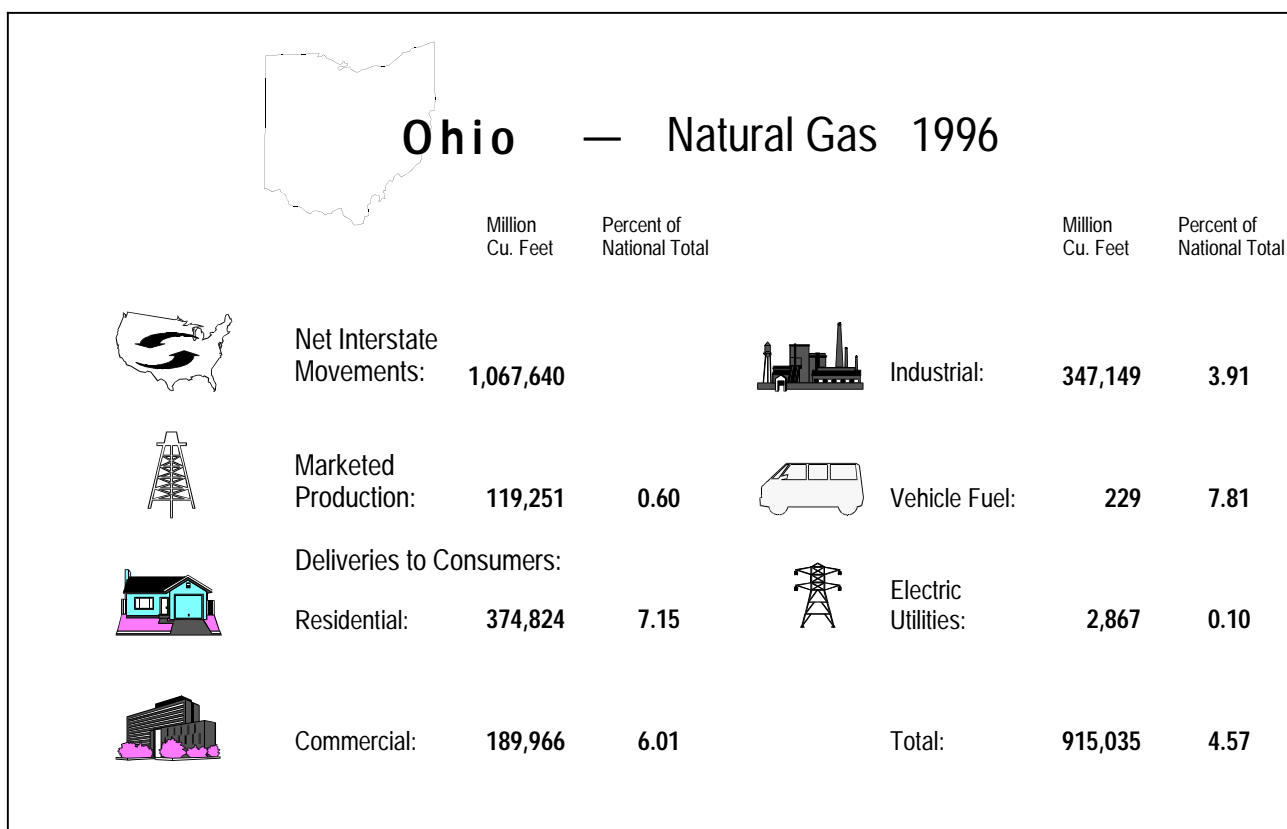 Ohio — Natural Gas 1996
Million
Cu. Feet
Percent of
National Total
Million
Cu. Feet
Percent of
National Total
Net Interstate
Movements: 1,067,640
Marketed
Production: 119,251 0.60
Deliveries to Consumers:
Residential: 374,824 7.15
Commercial: 189,966 6.01
Industrial: 347,149 3.91
Vehicle Fuel: 229 7.81
Electric
Utilities: 2,867 0.10
Total: 915,035 4.57